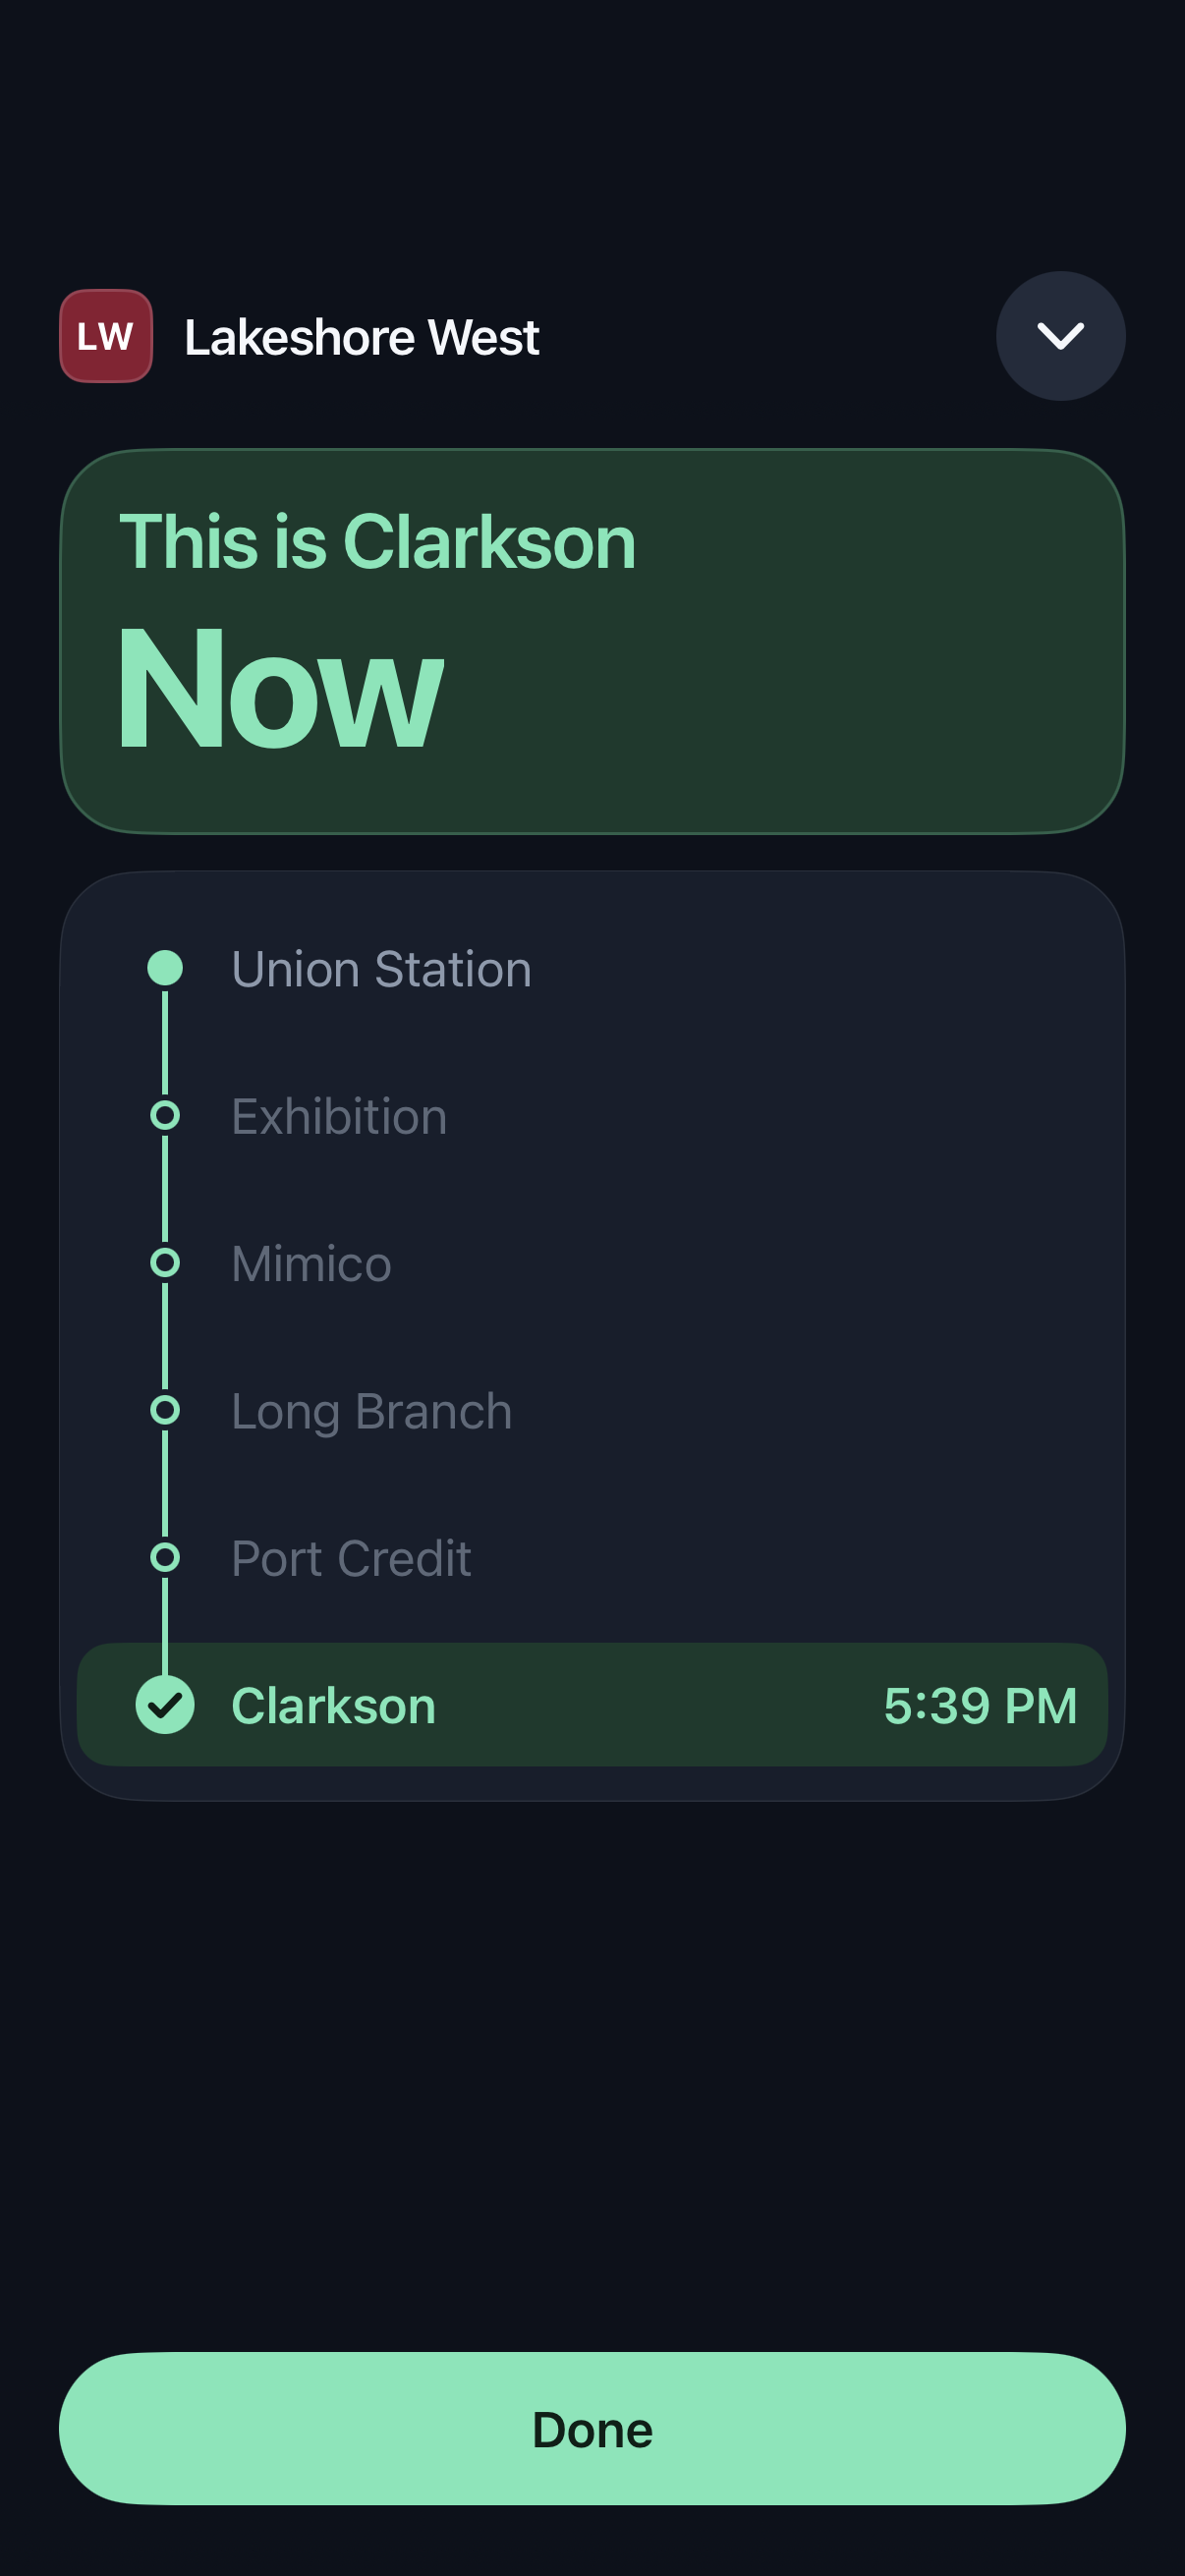 LW
Lakeshore West
This is Clarkson
Now
Union Station
Exhibition
Mimico
Long Branch
Port Credit
Clarkson 5:39 PM
Done